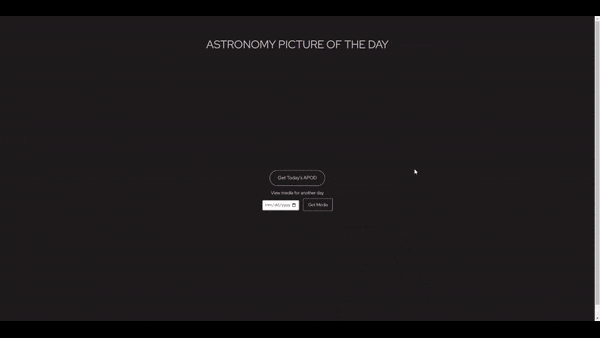 ASTRONOMY PICTURE OF THE DAY
Get Today's APOD
View media for another day
mm/dd/yyyy Get Media